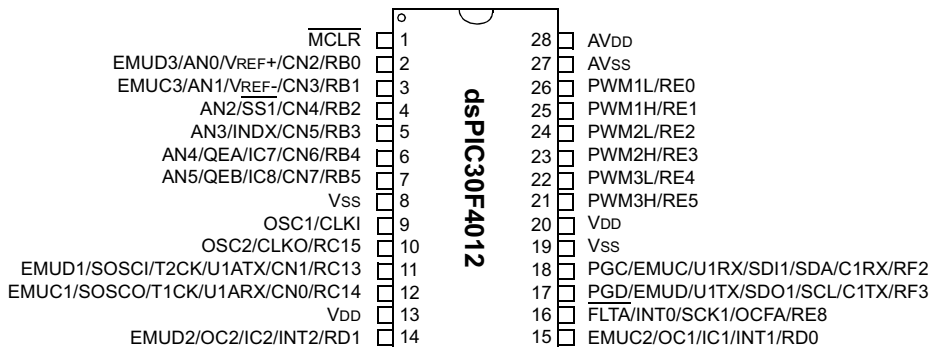 MCLR 1 28 AVDD
EMUD3/AN0/VREF+/CN2/RB0 2 27 AVSS
EMUC3/AN1/VREF-/CN3/RB1 3 26 PWM1L/RE0
AN2/SS1/CN4/RB2 4 25 PWM1H/RE1
AN3/INDX/CN5/RB3 5 24 PWM2L/RE2
AN4/QEA/IC7/CN6/RB4 6 23 PWM2H/RE3
AN5/QEB/IC8/CN7/RB5 7 22 PWM3L/RE4
VSS 8 21 PWM3H/RE5
OSC1/CLKI 9 20 VDD
OSC2/CLKO/RC15 10 19 VSS
EMUD1/SOSCI/T2CK/U1ATX/CN1/RC13 11 18 PGC/EMUC/U1RX/SDI1/SDA/C1RX/RF2
EMUC1/SOSCO/T1CK/U1ARX/CN0/RC14 12 17 PGD/EMUD/U1TX/SDO1/SCL/C1TX/RF3
VDD 13 16 FLTA/INT0/SCK1/OCFA/RE8
EMUD2/OC2/IC2/INT2/RD1 14 15 EMUC2/OC1/IC1/INT1/RD0
dsPIC30F4012